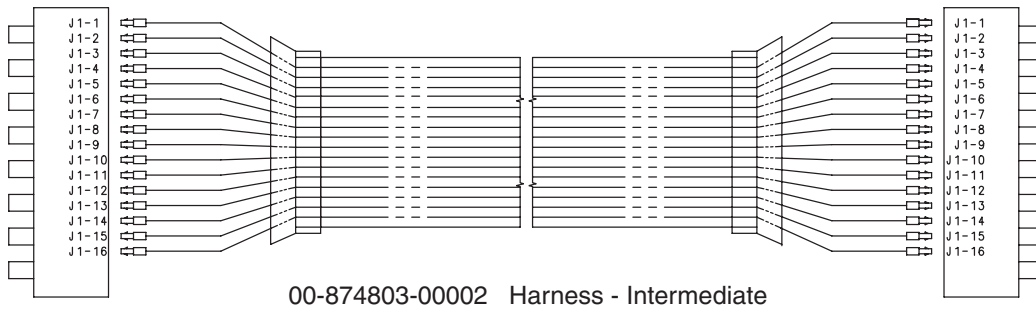 J1-1
J1-2
J1-3
J1-4
J1-5
J1-6
J1-7
J1-8
J1-9
J1-10
J1-11
J1-12
J1-13
J1-14
J1-15
J1-16
J1-1
J1-2
J1-3
J1-4
J1-5
J1-6
J1-7
J1-8
J1-9
J1-10
J1-11
J1-12
J1-13
J1-14
J1-15
J1-16
00-874803-00002 Harness - Intermediate